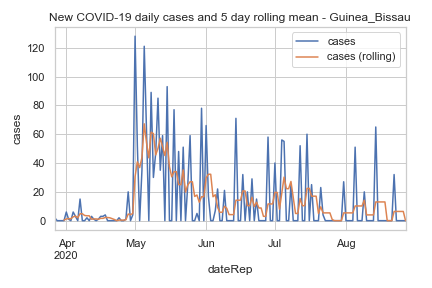 New COVID-19 daily cases and 5 day rolling mean - Guinea_Bissau
cases
cases (rolling)
120
100
80
60
40
20
0
cases
Apr
2020
May
Jun
Jul
Aug
dateRep